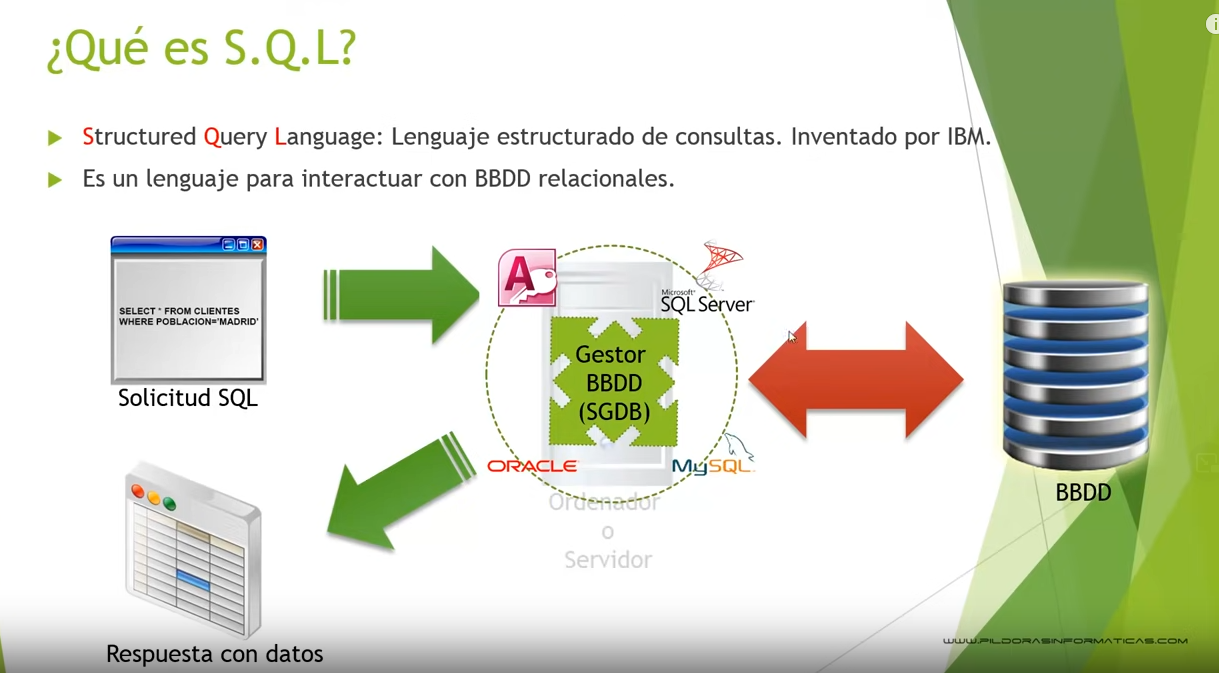 ¿Qué es S.Q.L?
Structured Query Language: Lenguaje estructurado de consultas. Inventado por IBM.
Es un lenguaje para interactuar con BBDD relacionales.
SELECT * FROM CLIENTES
WHERE POBLACION='MADRID'
Solicitud SQL
A
Microsoft
SQL Server
Gestor
BBDD
(SGDB)
ORACLE
MySQL
Ordenador
o
Servidor
BBDD
Respuesta con datos
WWW.PILDORASINFORMATICAS.COM